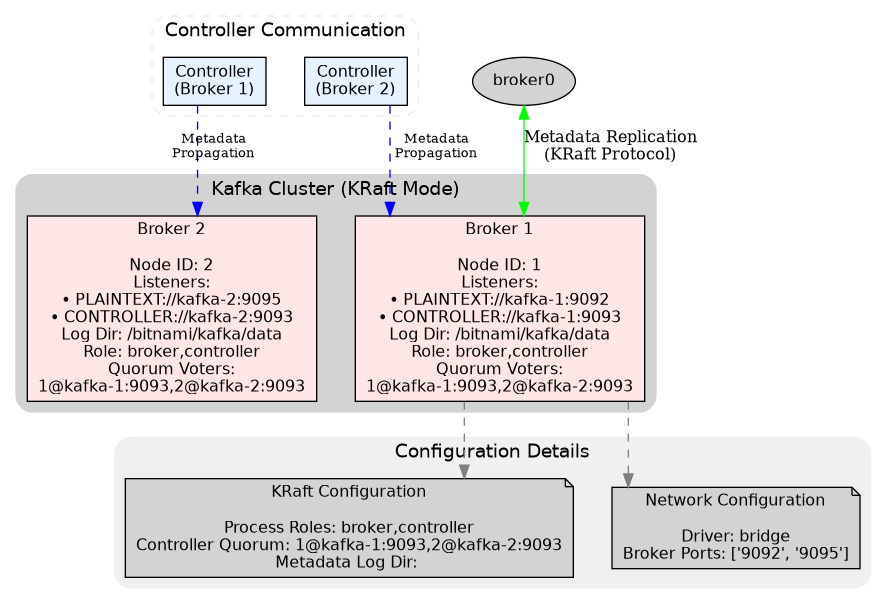 Controller Communication
Controller
(Broker 1)
Controller
(Broker 2)
broker0
Metadata
Propagation
Metadata
Propagation
Metadata Replication
(KRaft Protocol)
Kafka Cluster (KRaft Mode)
Broker 2
Node ID: 2
Listeners:
• PLAINTEXT://kafka-2:9095
• CONTROLLER://kafka-2:9093
Log Dir: /bitnami/kafka/data
Role: broker,controller
Quorum Voters:
1@kafka-1:9093,2@kafka-2:9093
Broker 1
Node ID: 1
Listeners:
• PLAINTEXT://kafka-1:9092
• CONTROLLER://kafka-1:9093
Log Dir: /bitnami/kafka/data
Role: broker,controller
Quorum Voters:
1@kafka-1:9093,2@kafka-2:9093
Configuration Details
KRaft Configuration
Process Roles: broker,controller
Controller Quorum: 1@kafka-1:9093,2@kafka-2:9093
Metadata Log Dir:
Network Configuration
Driver: bridge
Broker Ports: ['9092', '9095']